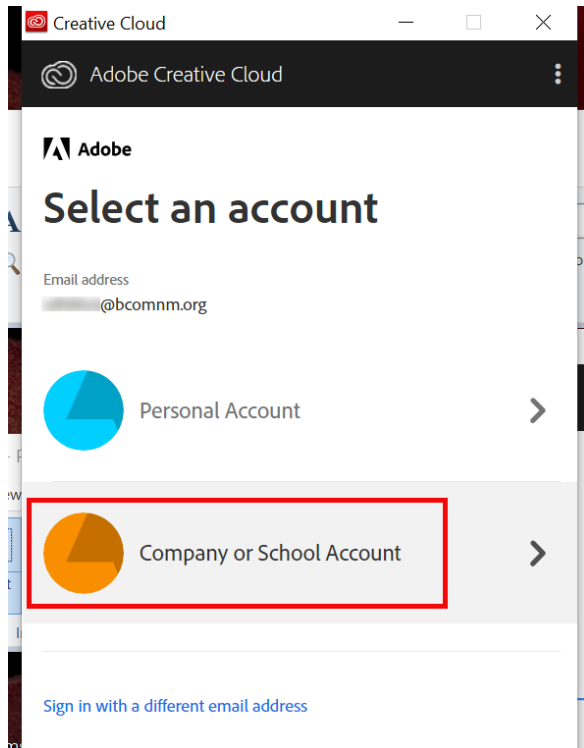 Creative Cloud
Adobe Creative Cloud
Adobe
Select an account
Email address
@bcomnm.org
Personal Account
Company or School Account
Sign in with a different email address